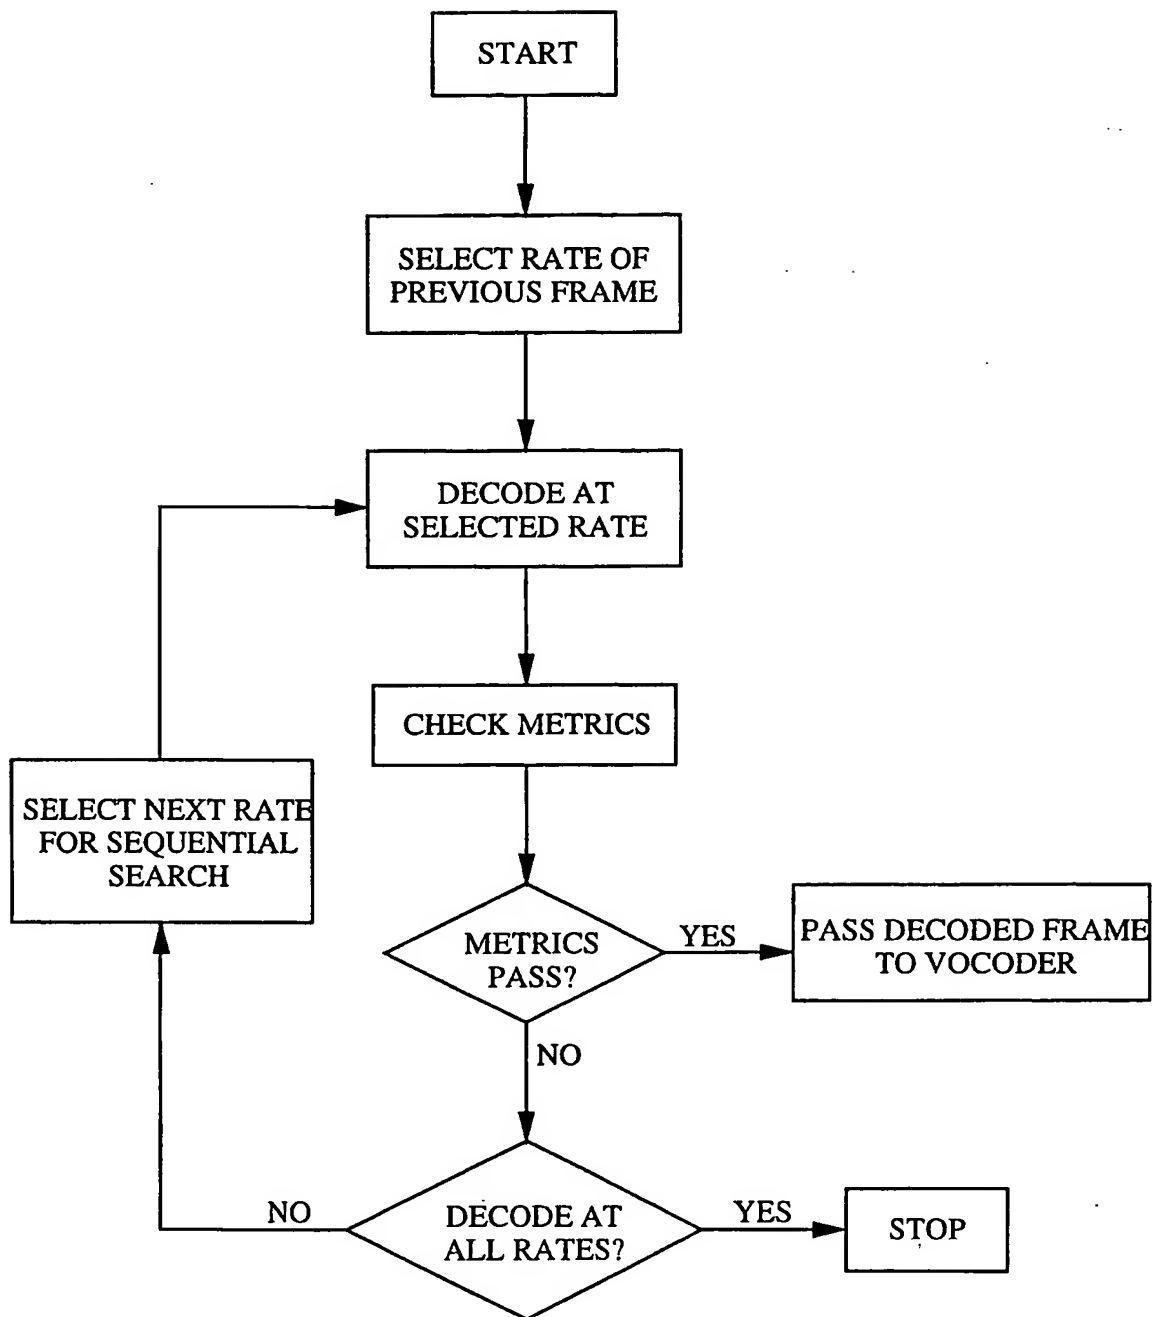 START
SELECT RATE OF
PREVIOUS FRAME
DECODE AT
SELECTED RATE
CHECK METRICS
SELECT NEXT RATE
FOR SEQUENTIAL
SEARCH
METRICS
PASS?
YES
PASS DECODED FRAME
TO VOCODER
NO
DECODE AT
ALL RATES?
NO
YES
STOP